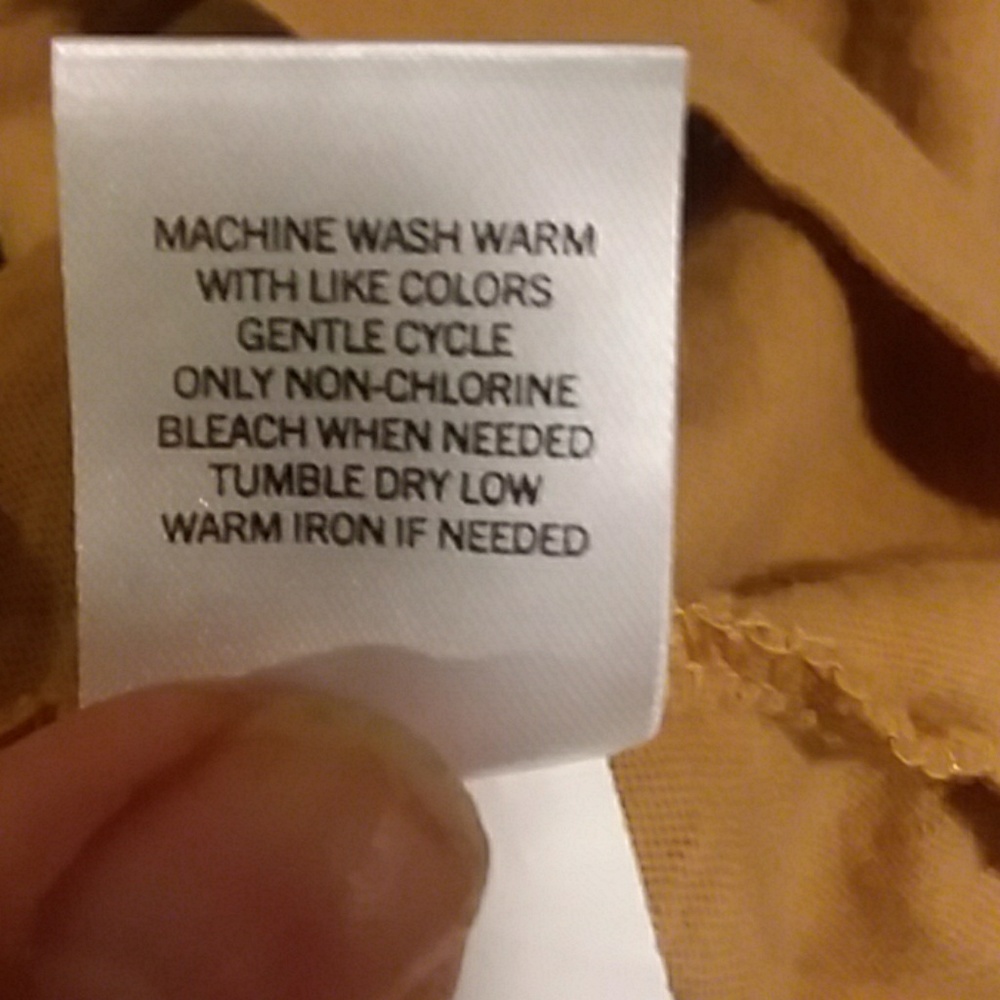 MACHINE WASH WARM
WITH LIKE COLORS
GENTLE CYCLE
ONLY NON-CHLORINE
BLEACH WHEN NEEDED
TUMBLE DRY LOW
WARM IRON IF NEEDED